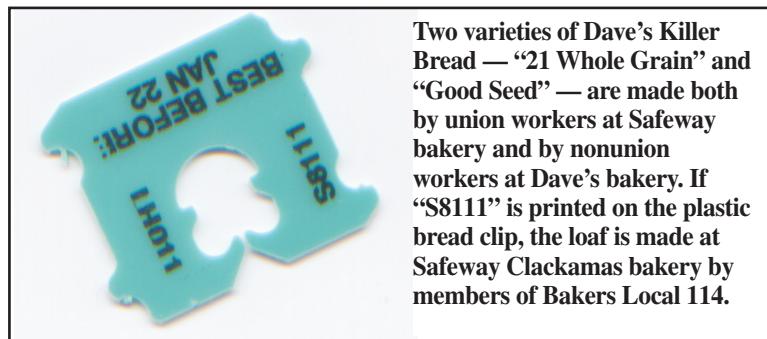 BEST BEFORE:
JAN 22
S8111
Two varieties of Dave’s Killer
Bread — “21 Whole Grain” and
“Good Seed” — are made both
by union workers at Safeway
bakery and by nonunion
workers at Dave’s bakery. If
“S8111” is printed on the plastic
bread clip, the loaf is made at
Safeway Clackamas bakery by
members of Bakers Local 114.